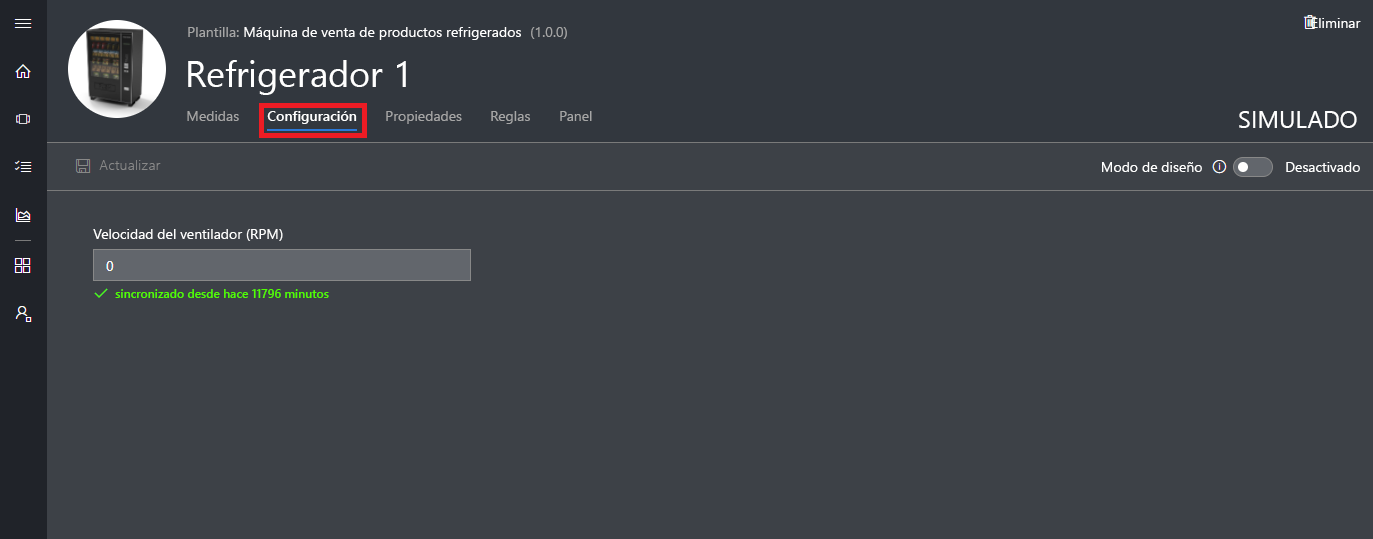 Plantilla: Máquina de venta de productos refrigerados (1.0.0)
Eliminar
Refrigerador 1
Medidas Configuración Propiedades Reglas Panel
SIMULADO
Actualizar
Modo de diseño Desactivado
Velocidad del ventilador (RPM)
0
sincronizado desde hace 11796 minutos